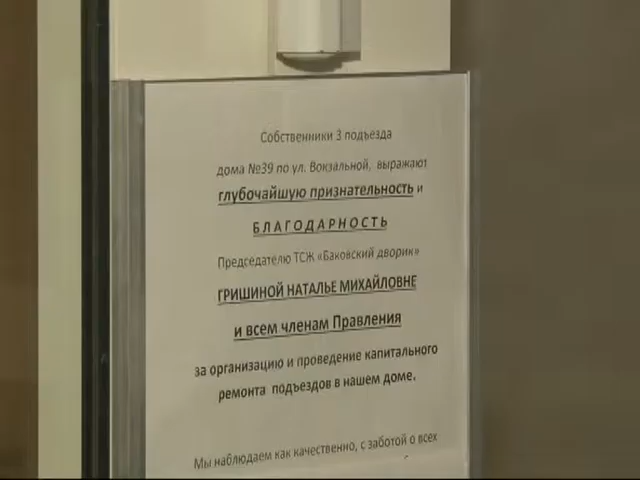 Собственники 3 подъезда
дома №39 по ул. Вокзальной, выражают
глубочайшую признательность и
БЛАГОДАРНОСТЬ
Председателю ТСЖ «Баковский дворик»
ГРИШИНОЙ НАТАЛЬЕ МИХАЙЛОВНЕ
и всем членам Правления
за организацию и проведение капитального
ремонта подъездов в нашем доме.
Мы наблюдаем как качественно, с заботой о всех